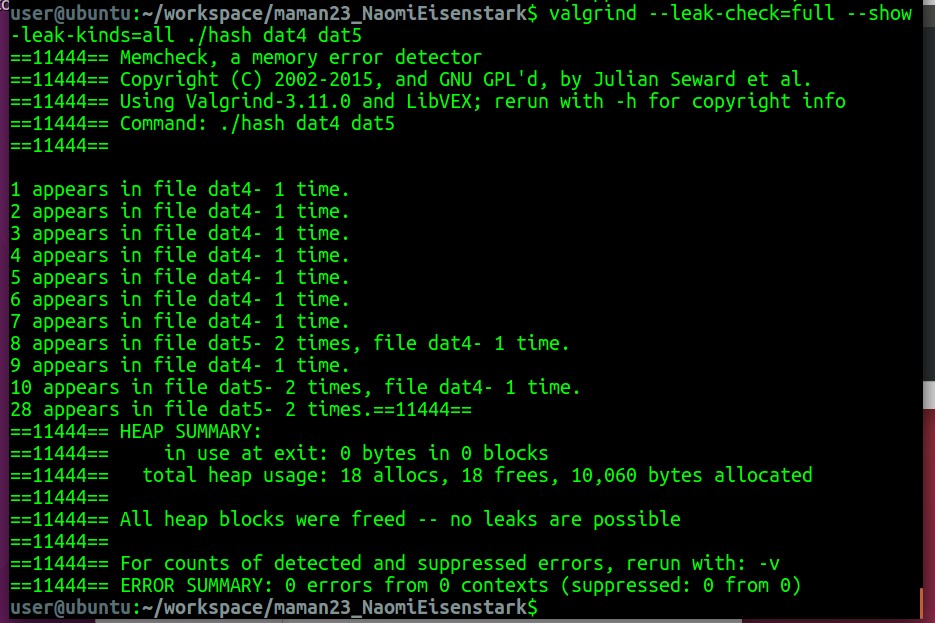 user@ubuntu:~/workspace/maman23_NaomiEisenstark$ valgrind --leak-check=full --show
-leak-kinds=all ./hash dat4 dat5
==11444== Memcheck, a memory error detector
==11444== Copyright (C) 2002-2015, and GNU GPL'd, by Julian Seward et al.
==11444== Using Valgrind-3.11.0 and LibVEX; rerun with -h for copyright info
==11444== Command: ./hash dat4 dat5
==11444==
1 appears in file dat4- 1 time.
2 appears in file dat4- 1 time.
3 appears in file dat4- 1 time.
4 appears in file dat4- 1 time.
5 appears in file dat4- 1 time.
6 appears in file dat4- 1 time.
7 appears in file dat4- 1 time.
8 appears in file dat5- 2 times, file dat4- 1 time.
9 appears in file dat4- 1 time.
10 appears in file dat5- 2 times, file dat4- 1 time.
28 appears in file dat5- 2 times.==11444==
==11444== HEAP SUMMARY:
==11444==     in use at exit: 0 bytes in 0 blocks
==11444==   total heap usage: 18 allocs, 18 frees, 10,060 bytes allocated
==11444==
==11444== All heap blocks were freed -- no leaks are possible
==11444==
==11444== For counts of detected and suppressed errors, rerun with: -v
==11444== ERROR SUMMARY: 0 errors from 0 contexts (suppressed: 0 from 0)
user@ubuntu:~/workspace/maman23_NaomiEisenstark$